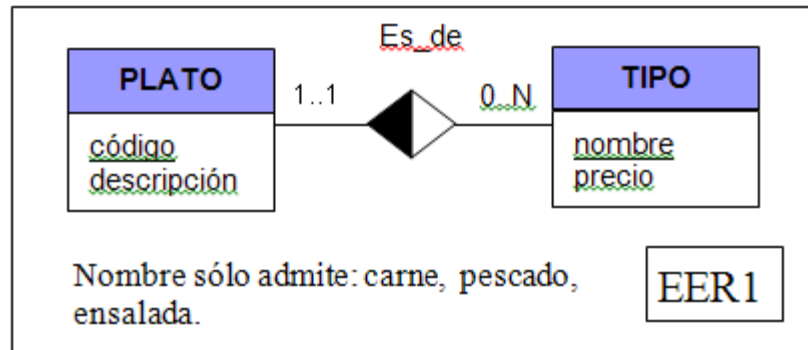 Es_de
PLATO
1..1
0..N
TIPO
código
descripción
nombre
precio
Nombre sólo admite: carne, pescado,
ensalada.
EER1